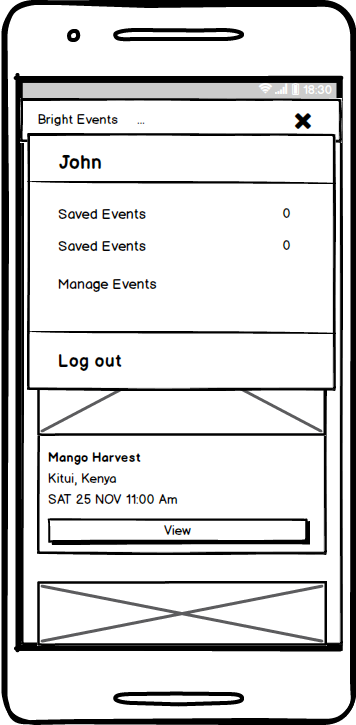 18:30
Bright Events ...
John
Saved Events 0
Saved Events 0
Manage Events
Log out
Mango Harvest
Kitui, Kenya
SAT 25 NOV 11:00 Am
View